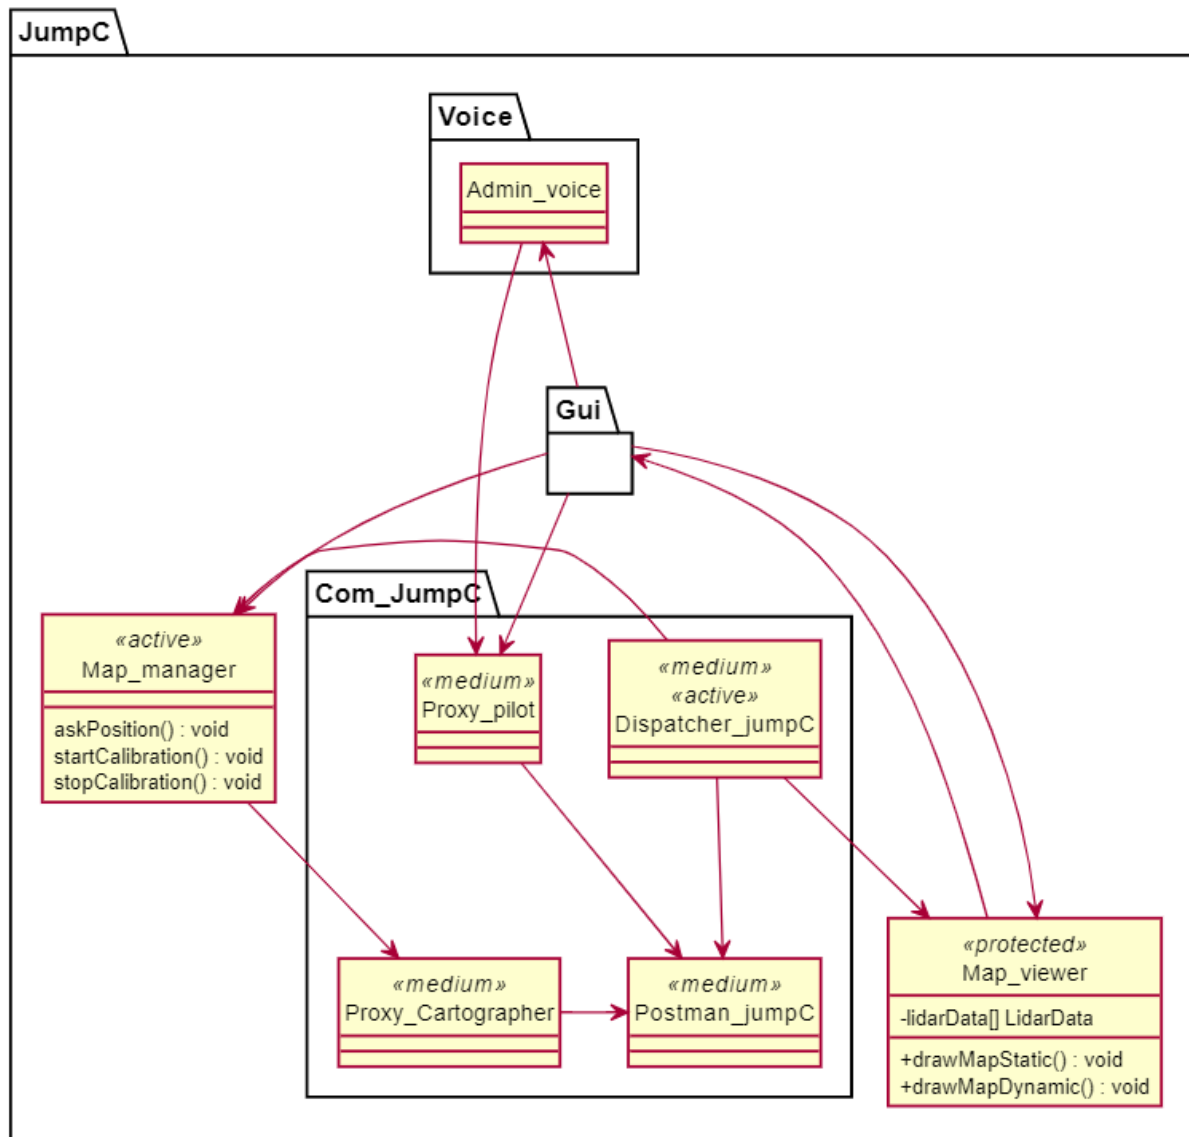 JumpC
Voice
Admin_voice
Gui
Com_JumpC
«active»
Map_manager
askPosition() : void
startCalibration() : void
stopCalibration() : void
«medium»
Proxy_pilot
«medium»
«active»
Dispatcher_jumpC
«medium»
Proxy_Cartographer
«medium»
Postman_jumpC
«protected»
Map_viewer
-lidarData[] LidarData
+drawMapStatic() : void
+drawMapDynamic() : void